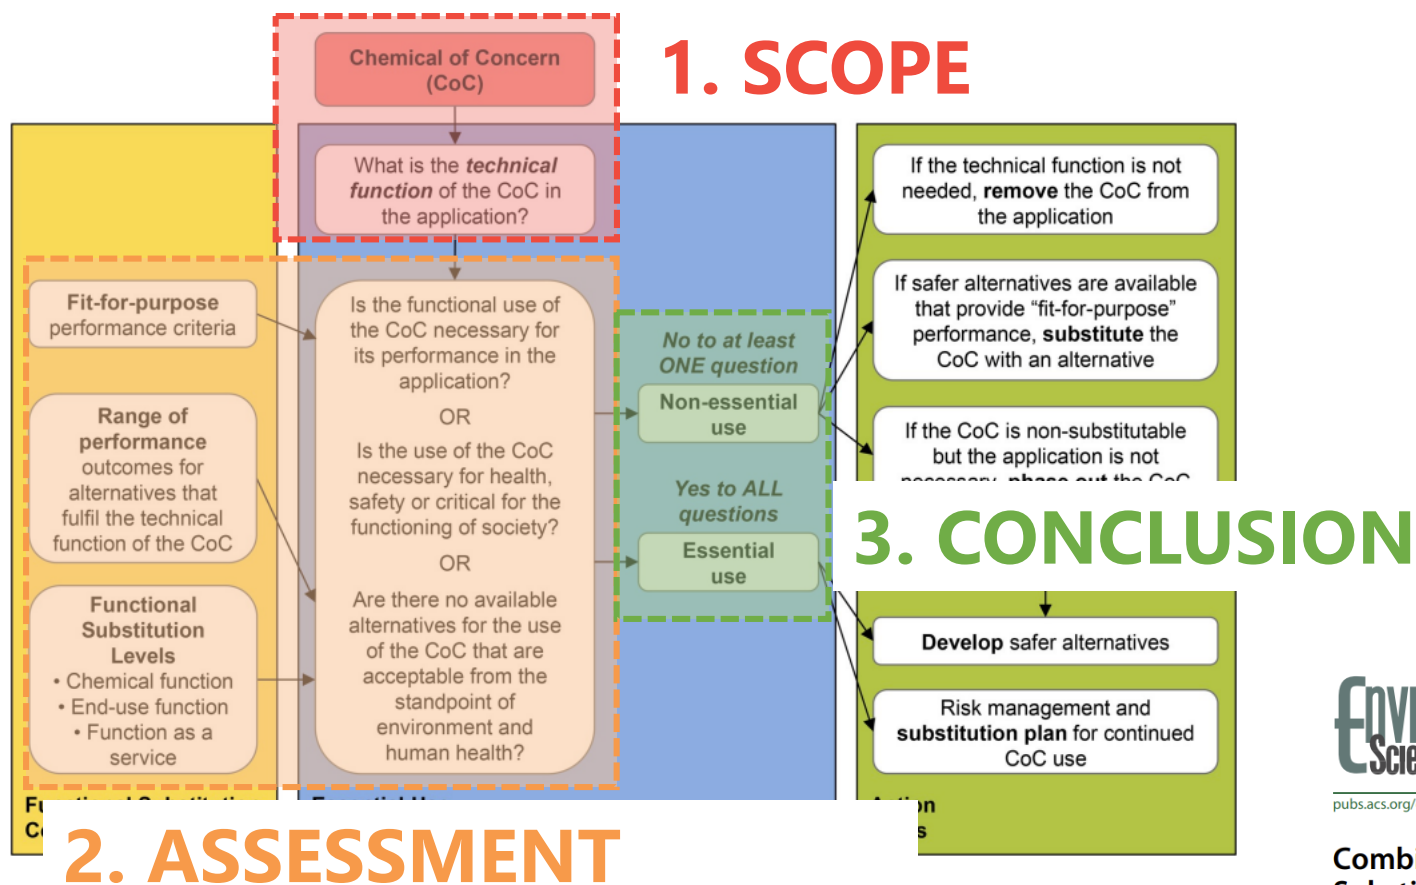 Chemical of Concern
(CoC)
1. SCOPE
What is the technical
function of the CoC in
the application?
Fit-for-purpose
performance criteria
Range of
performance
outcomes for
alternatives that
fulfil the technical
function of the CoC
Functional
Substitution
Levels
• Chemical function
• End-use function
• Function as a
service
Is the functional use of
the CoC necessary for
its performance in the
application?
OR
Is the use of the CoC
necessary for health,
safety or critical for the
functioning of society?
OR
Are there no available
alternatives for the use
of the CoC that are
acceptable from the
standpoint of
environment and
human health?
No to at least
ONE question
Non-essential
use
Yes to ALL
questions
Essential
use
If the technical function is not
needed, remove the CoC from
the application
If safer alternatives are available
that provide “fit-for-purpose”
performance, substitute the
CoC with an alternative
If the CoC is non-substitutable
but the application is not
necessary, phase out the CoC
3. CONCLUSION
Develop safer alternatives
Risk management and
substitution plan for continued
CoC use
2. ASSESSMENT
pubs.acs.org/